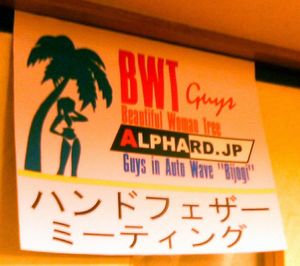 BWT Guys
Beautiful Woman Tree
ALPHARD.JP
Guys in Auto Wave "Bijogi"
ハンドフェザー
ミーティング